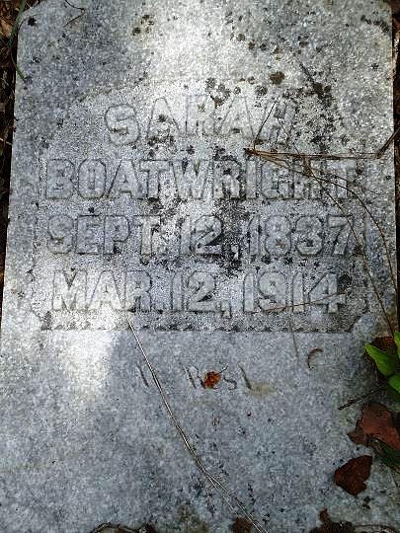 SARAH
BOATWRIGHT
SEPT. 12, 1837
MAR. 12, 1914